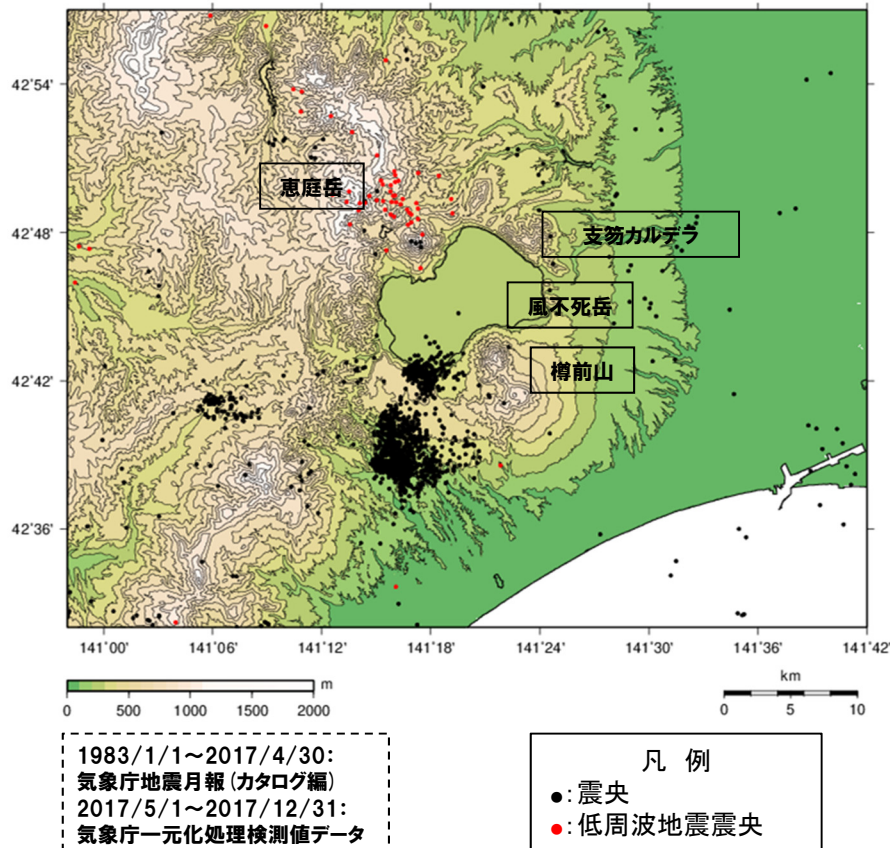 42°54'
恵庭岳
42°48'
支笏カルデラ
風不死岳
42°42'
樽前山
42°36'
141°00' 141°06' 141°12' 141°18' 141°24' 141°30' 141°36' 141°42'
m
0 500 1000 1500 2000
km
0 5 10
1983/1/1～2017/4/30：
気象庁地震月報(カタログ編)
2017/5/1～2017/12/31：
気象庁一元化処理検測値データ
凡 例
●：震央
●：低周波地震震央